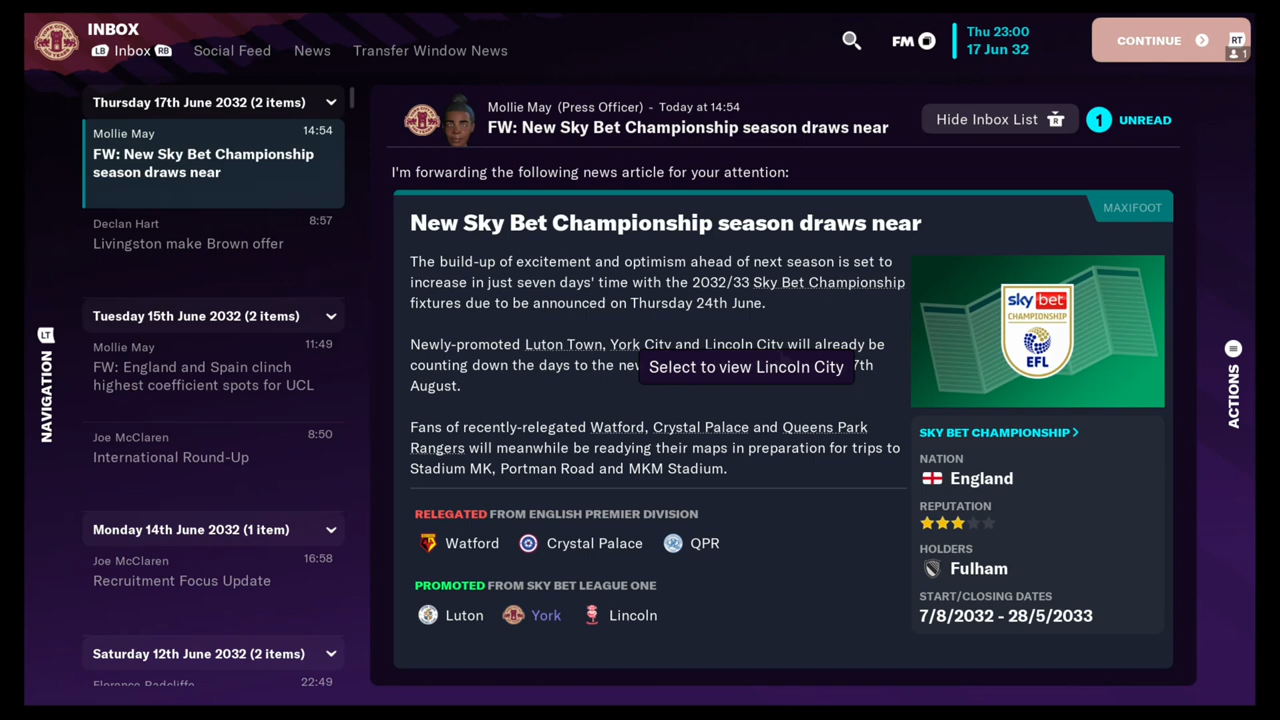 INBOX
LB Inbox RB Social Feed News Transfer Window News
FM
Thu 23:00
17 Jun 32
CONTINUE RT
1
Thursday 17th June 2032 (2 items)
Mollie May 14:54
FW: New Sky Bet Championship
season draws near
Declan Hart 8:57
Livingston make Brown offer
Tuesday 15th June 2032 (2 items)
Mollie May 11:49
FW: England and Spain clinch
highest coefficient spots for UCL
Joe McClaren 8:50
International Round-Up
Monday 14th June 2032 (1 item)
Joe McClaren 16:58
Recruitment Focus Update
Saturday 12th June 2032 (2 items)
Florence Radcliffe 22:49
LT
NAVIGATION
Mollie May (Press Officer) - Today at 14:54
FW: New Sky Bet Championship season draws near
Hide Inbox List R
1 UNREAD
I'm forwarding the following news article for your attention:
MAXIFOOT
New Sky Bet Championship season draws near
The build-up of excitement and optimism ahead of next season is set to
increase in just seven days' time with the 2032/33 Sky Bet Championship
fixtures due to be announced on Thursday 24th June.
Newly-promoted Luton Town, York City and Lincoln City will already be
counting down the days to the new 7th
Select to view Lincoln City
August.
Fans of recently-relegated Watford, Crystal Palace and Queens Park
Rangers will meanwhile be readying their maps in preparation for trips to
Stadium MK, Portman Road and MKM Stadium.
RELEGATED FROM ENGLISH PREMIER DIVISION
Watford Crystal Palace QPR
PROMOTED FROM SKY BET LEAGUE ONE
Luton York Lincoln
sky bet
CHAMPIONSHIP
EFL
SKY BET CHAMPIONSHIP >
NATION
England
REPUTATION
HOLDERS
Fulham
START/CLOSING DATES
7/8/2032 - 28/5/2033
ACTIONS